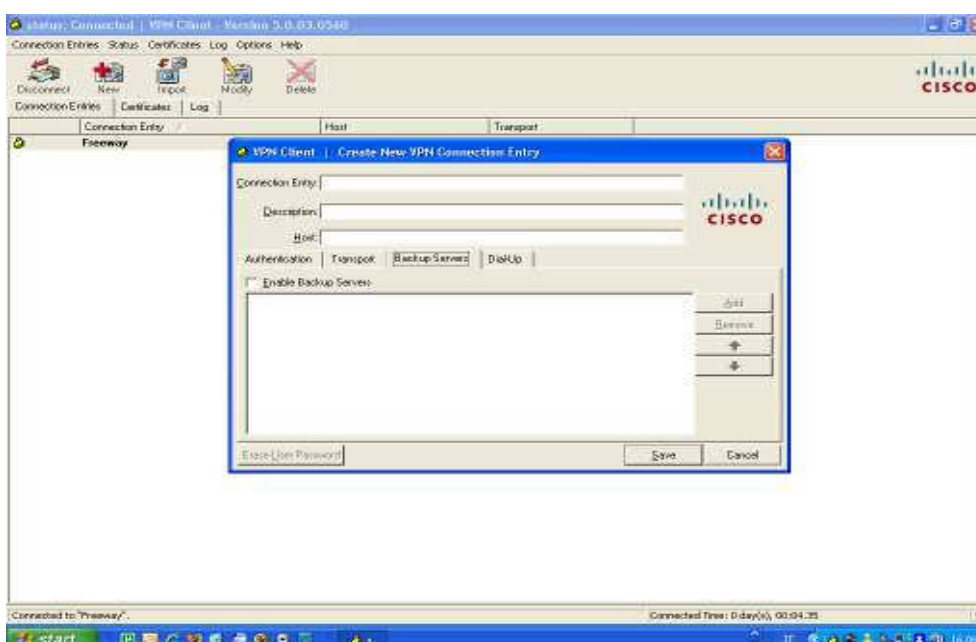 status: Connected | VPN Client - Version 5.0.03.0560
Connection Entries Status Certificates Log Options Help
Disconnect New Import Modify Delete
CISCO
Connection Entries Certificates Log
Connection Entry Host Transport
Freeway
VPN Client | Create New VPN Connection Entry
Connection Entry:
Description:
Host:
CISCO
Authentication Transport Backup Servers Dial-Up
Enable Backup Servers
Add
Remove
Erase User Password Save Cancel
Connected to "Freeway". Connected Time: 0 day(s), 00:04.35
start IT